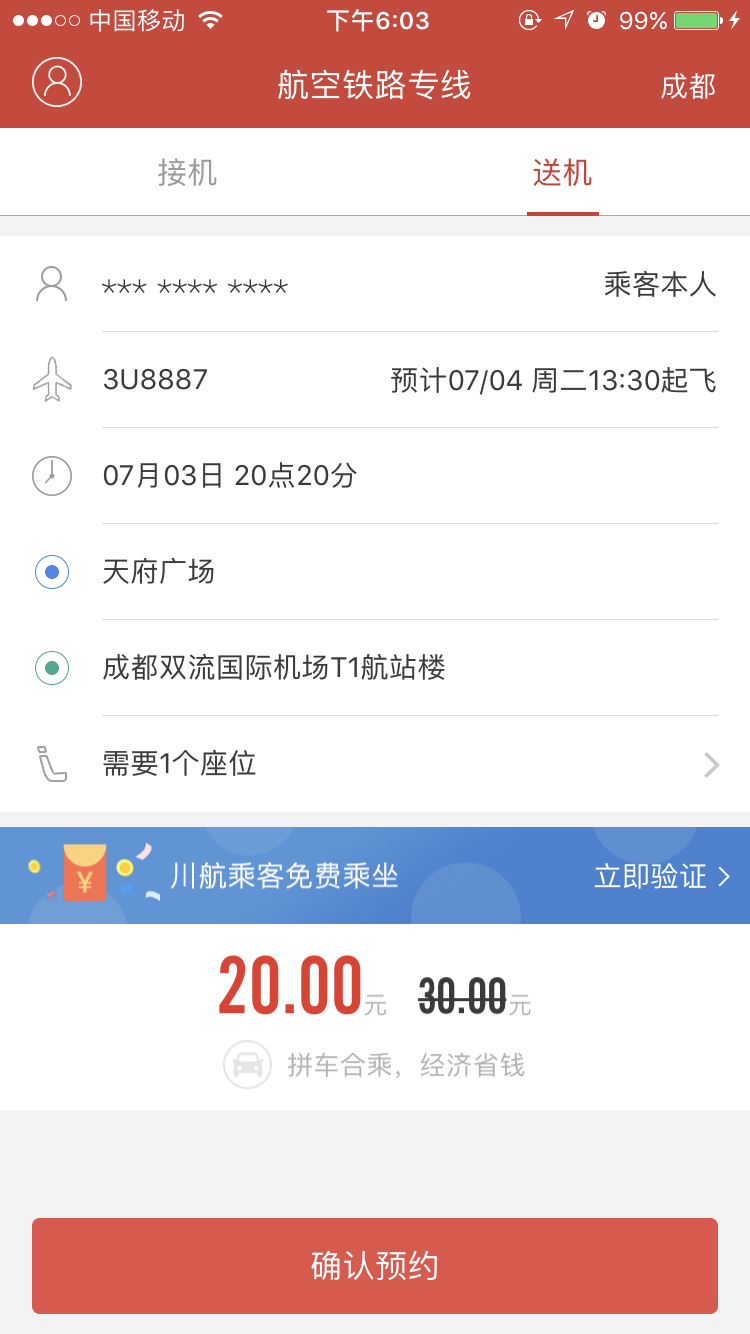 中国移动 下午6:03 99%
航空铁路专线 成都
接机 送机
*** **** **** 乘客本人
3U8887 预计07/04 周二13:30起飞
07月03日 20点20分
天府广场
成都双流国际机场T1航站楼
需要1个座位
¥ 川航乘客免费乘坐 立即验证
20.00元 30.00元
拼车合乘，经济省钱
确认预约